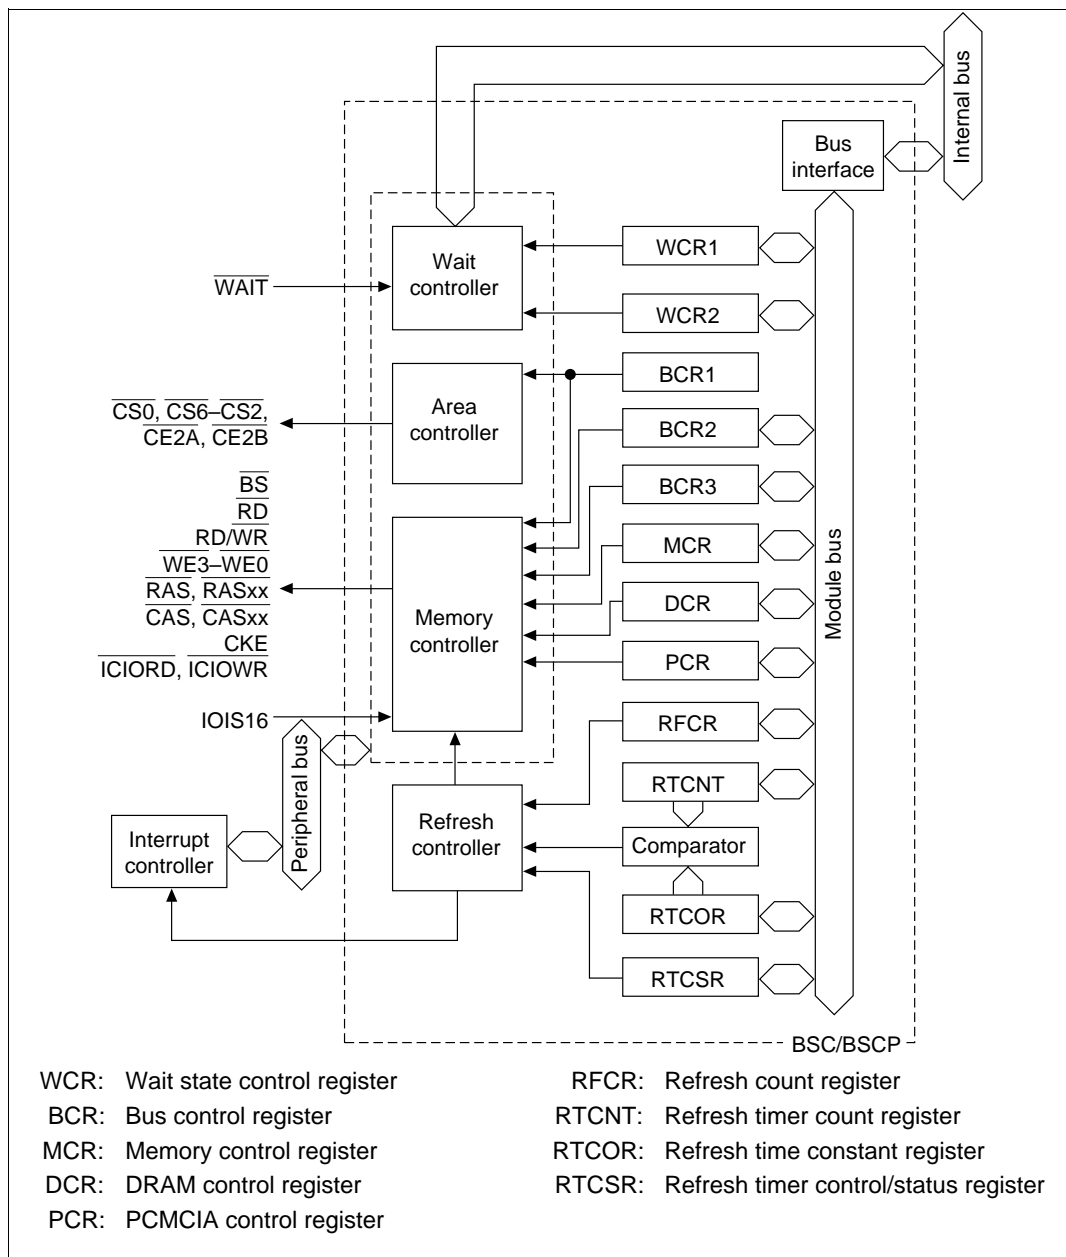 Internal bus
Bus
interface
Wait
controller
WCR1
WAIT
WCR2
BCR1
Area
controller
CS0, CS6–CS2,
CE2A, CE2B
BCR2
BCR3
BS
RD
RD/WR
WE3–WE0
RAS, RASxx
CAS, CASxx
CKE
ICIORD, ICIOWR
Memory
controller
MCR
DCR
PCR
Module bus
IOIS16
RFCR
Peripheral bus
RTCNT
Refresh
controller
Comparator
Interrupt
controller
RTCOR
RTCSR
BSC/BSCP
WCR: Wait state control register
BCR: Bus control register
MCR: Memory control register
DCR: DRAM control register
PCR: PCMCIA control register
RFCR: Refresh count register
RTCNT: Refresh timer count register
RTCOR: Refresh time constant register
RTCSR: Refresh timer control/status register